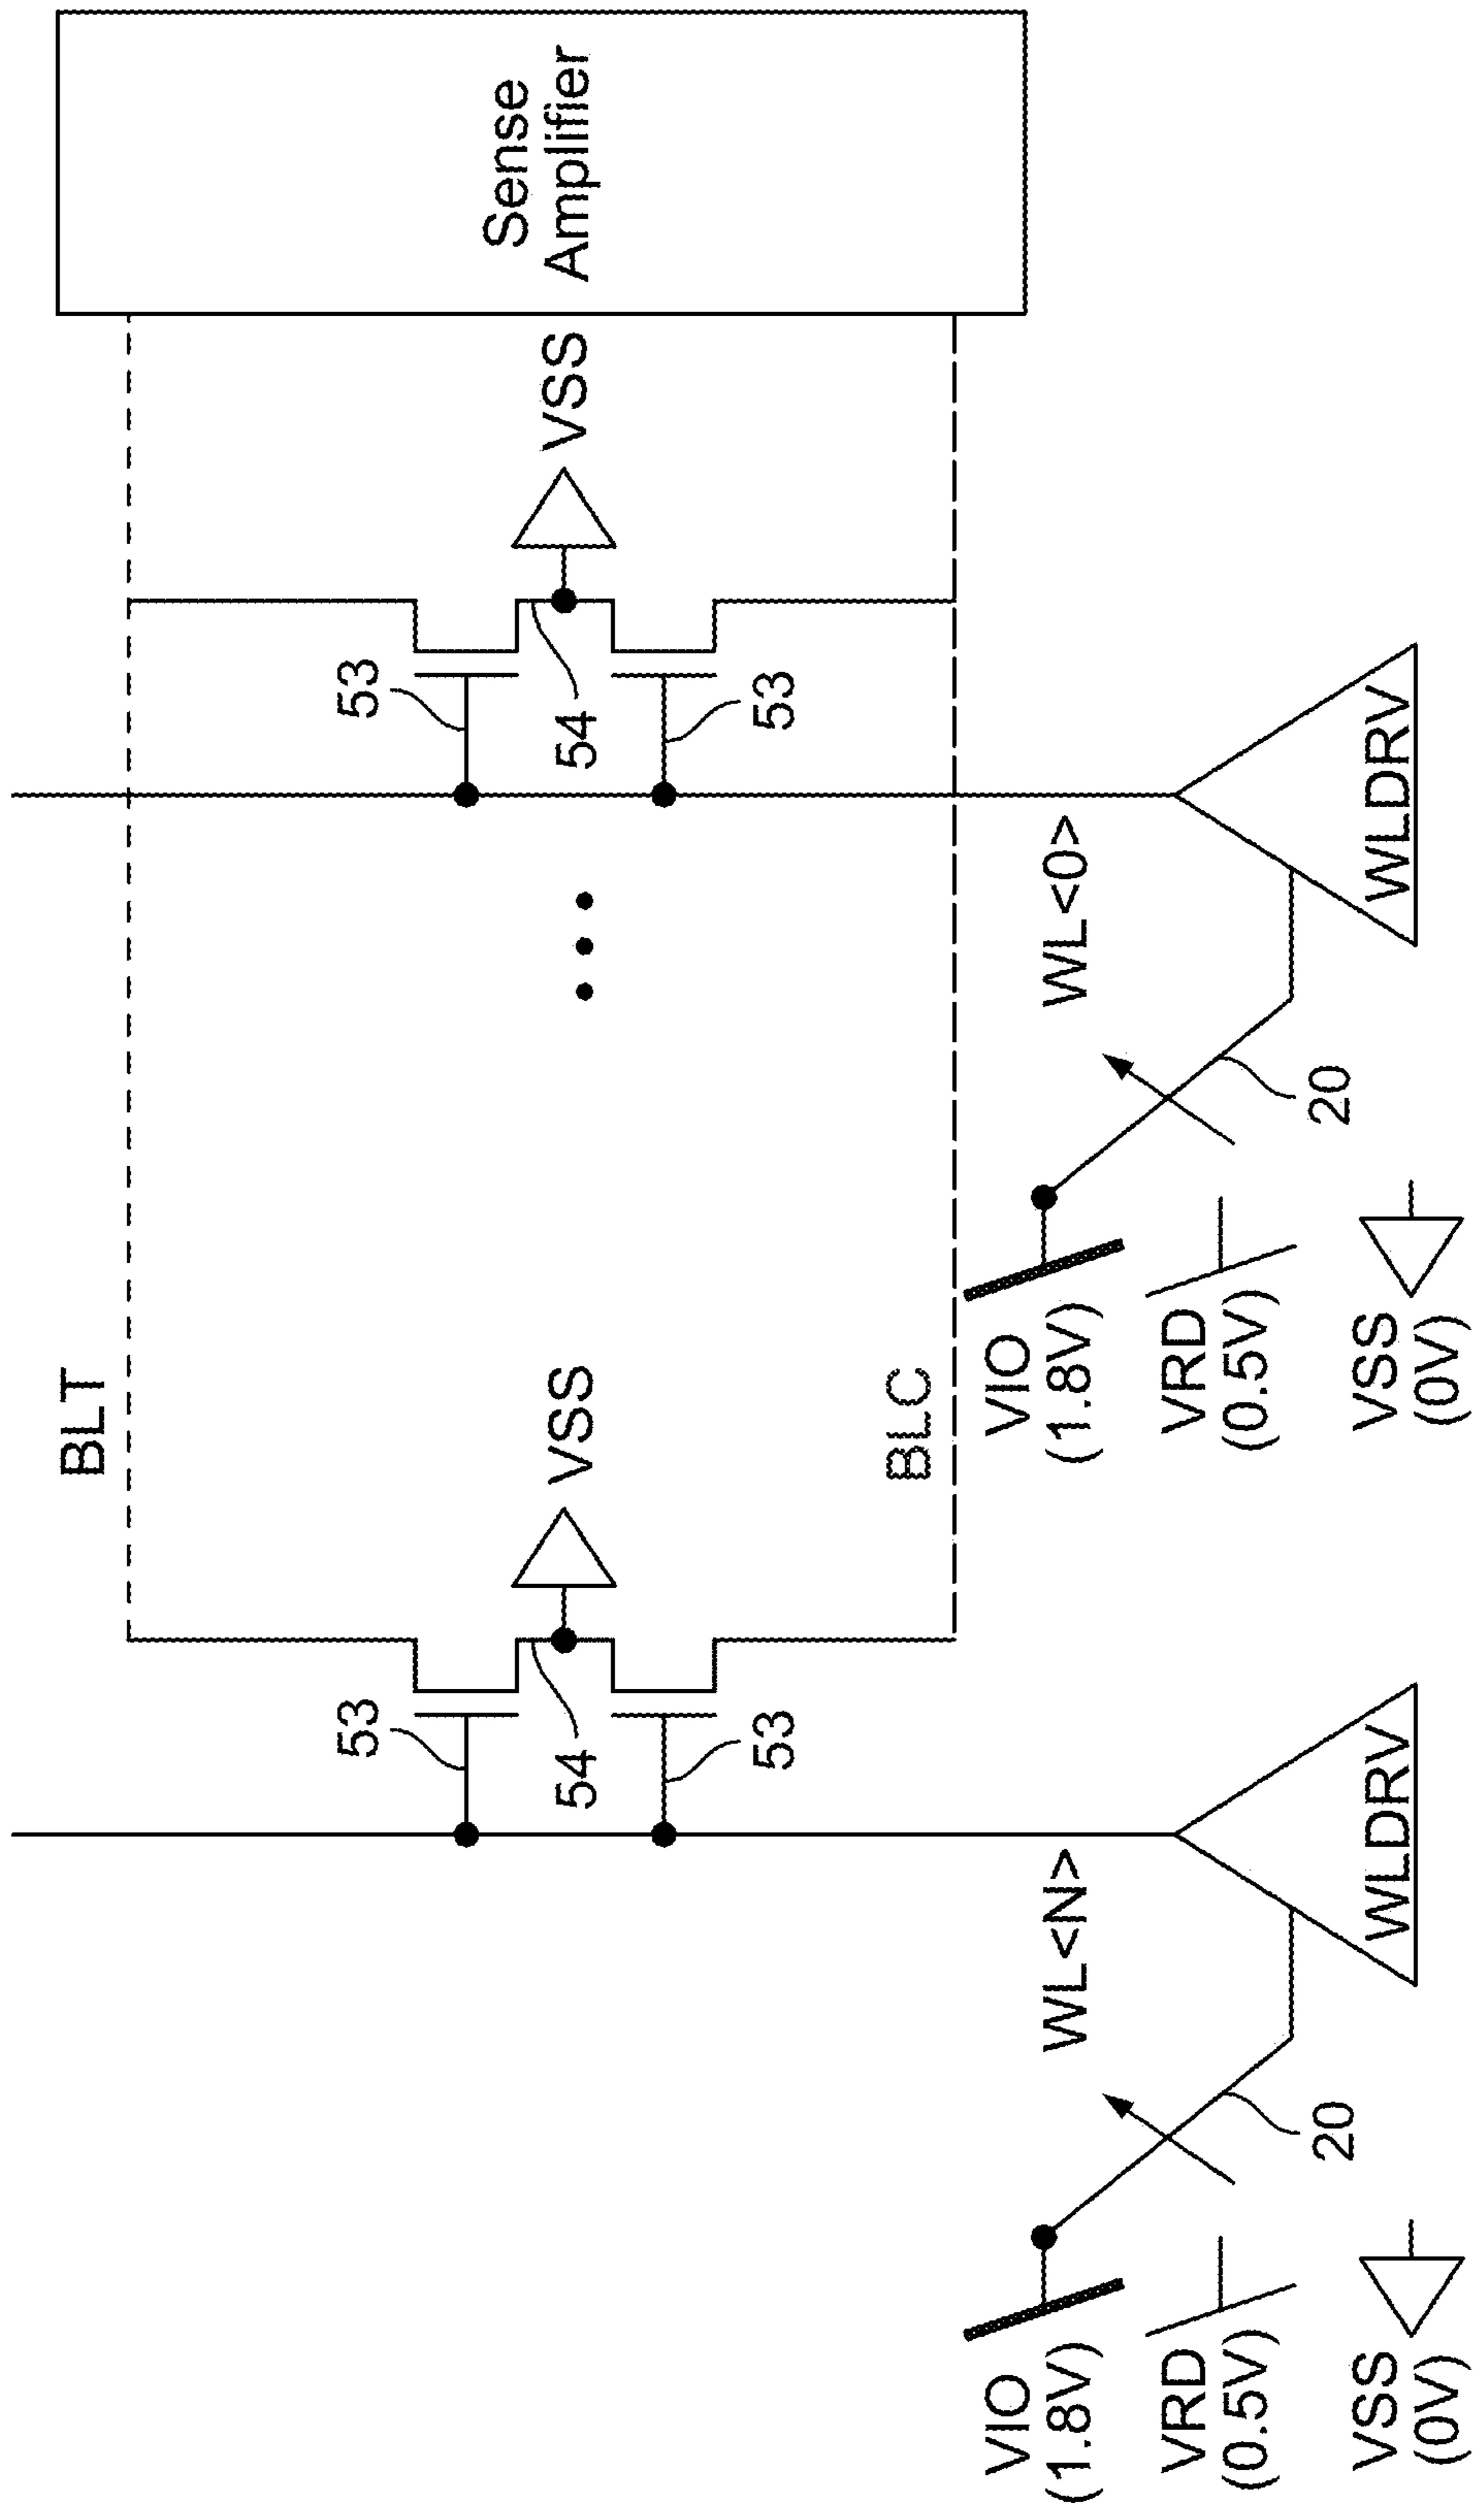 BLT
Sense
Amplifier
53
VSS
54
53
53
VSS
54
53
BLC
WL<N>
WL<0>
VIO
(1.8V)
VRD
(0.5V)
VSS
(0V)
20
WLDRV
VIO
(1.8V)
VRD
(0.5V)
VSS
(0V)
20
WLDRV